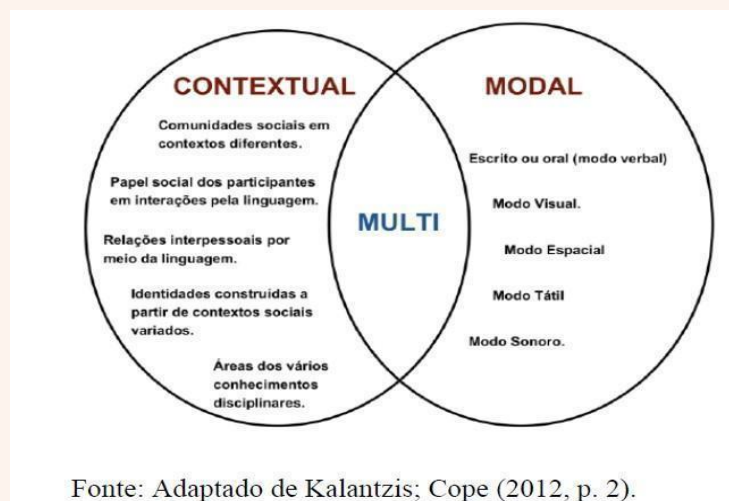 CONTEXTUAL
Comunidades sociais em
contextos diferentes.
Papel social dos participantes
em interações pela linguagem.
Relações interpessoais por
meio da linguagem.
Identidades construídas a
partir de contextos sociais
variados.
Áreas dos vários
conhecimentos
disciplinares.
MULTI
MODAL
Escrito ou oral (modo verbal)
Modo Visual.
Modo Espacial
Modo Tátil
Modo Sonoro.
Fonte: Adaptado de Kalantzis; Cope (2012, p. 2).